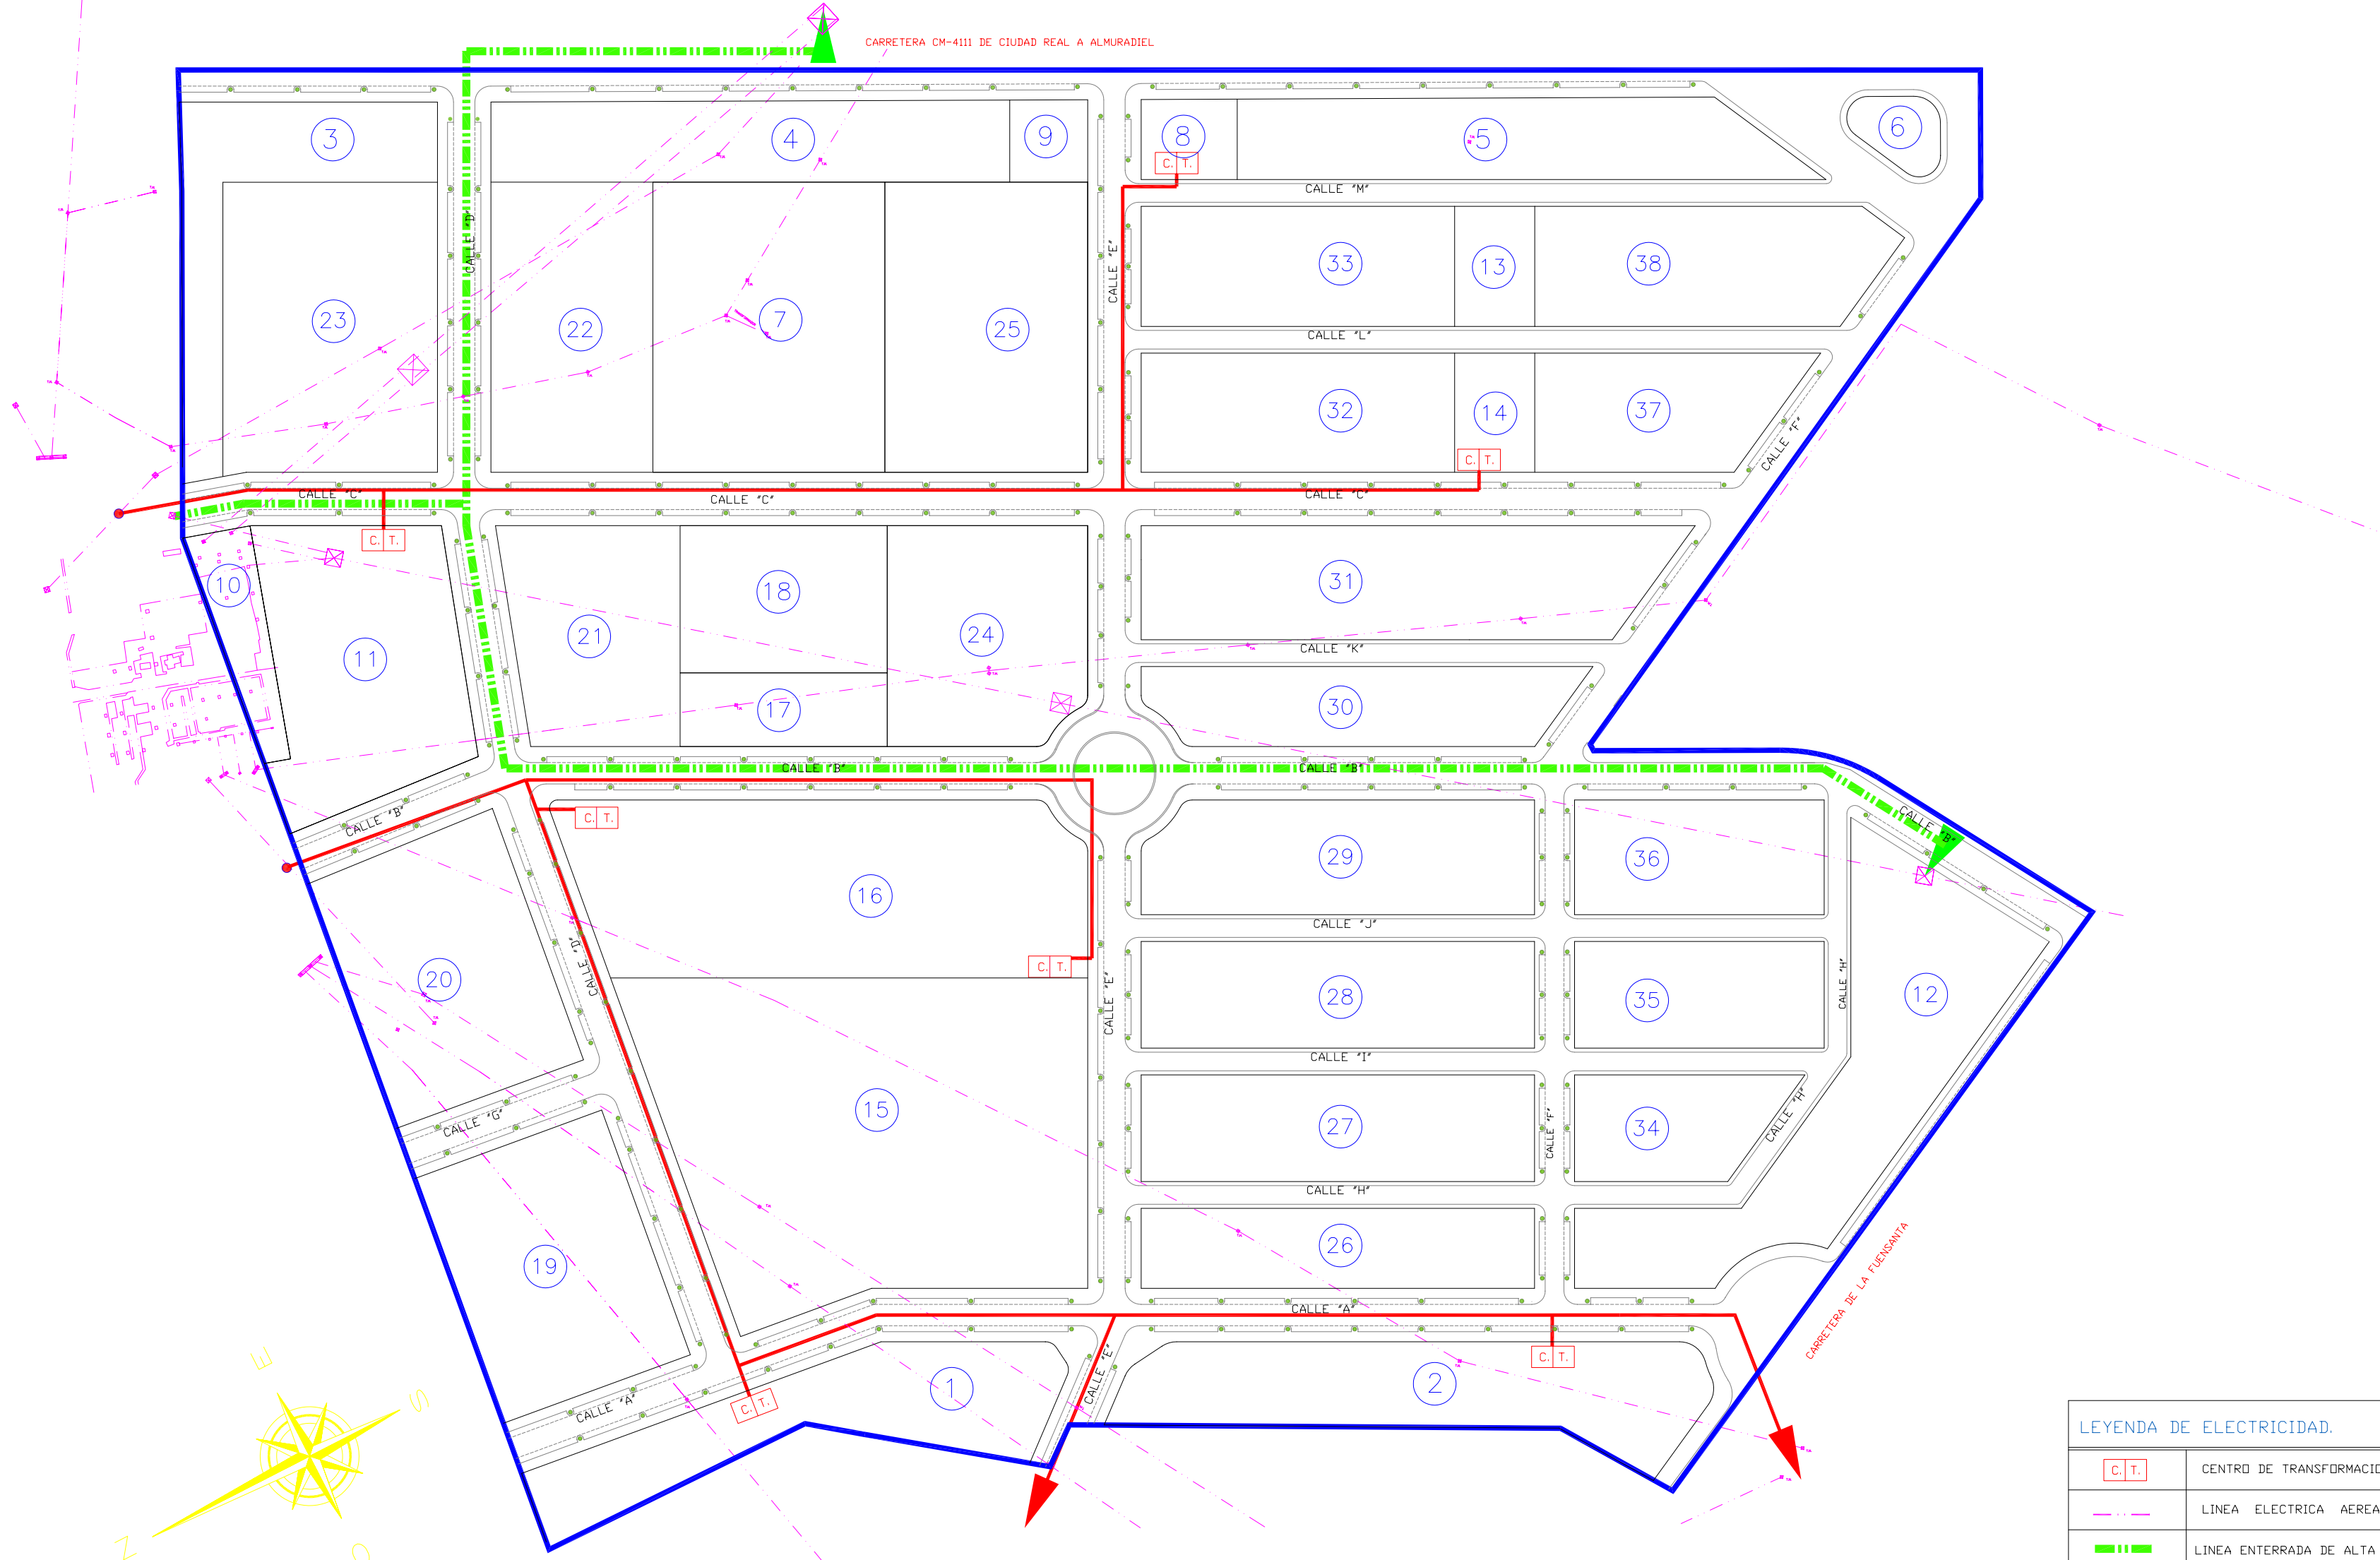 CARRETERA CM-4111 DE CIUDAD REAL A ALMURADIEL
3
4
9
8
5
6
C. T.
CALLE "M"
CALLE "D"
CALLE "E"
23
22
7
25
33
13
38
CALLE "L"
32
14
37
CALLE "F"
C. T.
CALLE "C"
CALLE "C"
CALLE "C"
C. T.
10
11
21
18
24
31
CALLE "K"
17
30
CALLE "B"
CALLE "B"
CALLE "B"
CALLE "B"
C. T.
16
29
36
CALLE "J"
C. T.
20
CALLE "D"
CALLE "E"
28
35
CALLE "H"
12
CALLE "I"
15
27
CALLE "F"
34
CALLE "H"
CALLE "G"
CALLE "H"
19
26
CARRETERA DE LA FUENSANTA
CALLE "A"
C. T.
1
CALLE "E"
2
CALLE "A"
C. T.
E
S
N
O
LEYENDA DE ELECTRICIDAD.
C. T.
CENTRO DE TRANSFORMACIO
LINEA ELECTRICA AEREA
LINEA ENTERRADA DE ALTA